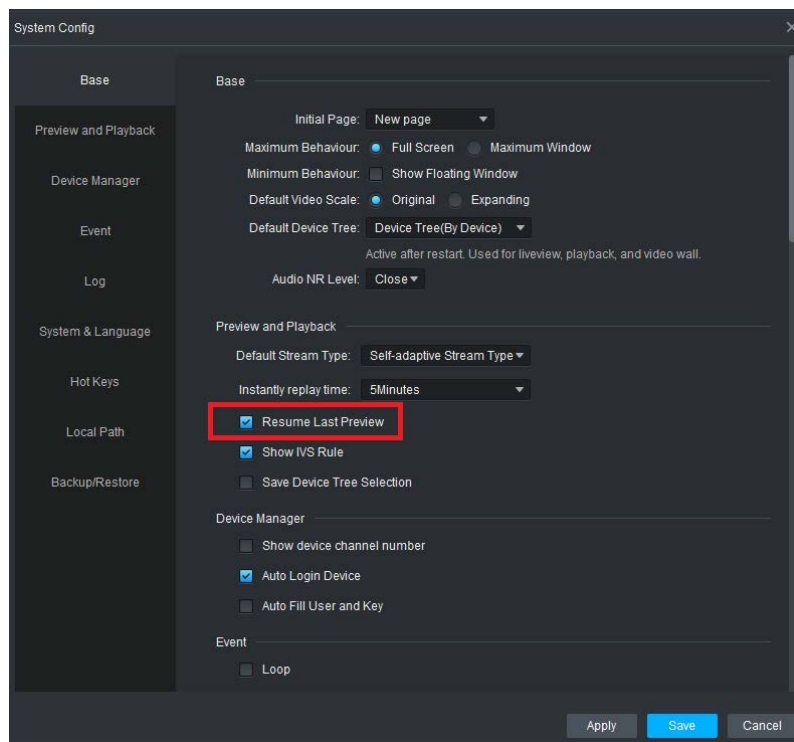 System Config
Base
Preview and Playback
Device Manager
Event
Log
System & Language
Hot Keys
Local Path
Backup/Restore
Base
Initial Page: New page
Maximum Behaviour: Full Screen Maximum Window
Minimum Behaviour: Show Floating Window
Default Video Scale: Original Expanding
Default Device Tree: Device Tree(By Device)
Active after restart. Used for liveview, playback, and video wall.
Audio NR Level: Close
Preview and Playback
Default Stream Type: Self-adaptive Stream Type
Instantly replay time: 5Minutes
Resume Last Preview
Show IVS Rule
Save Device Tree Selection
Device Manager
Show device channel number
Auto Login Device
Auto Fill User and Key
Event
Loop
Apply Save Cancel